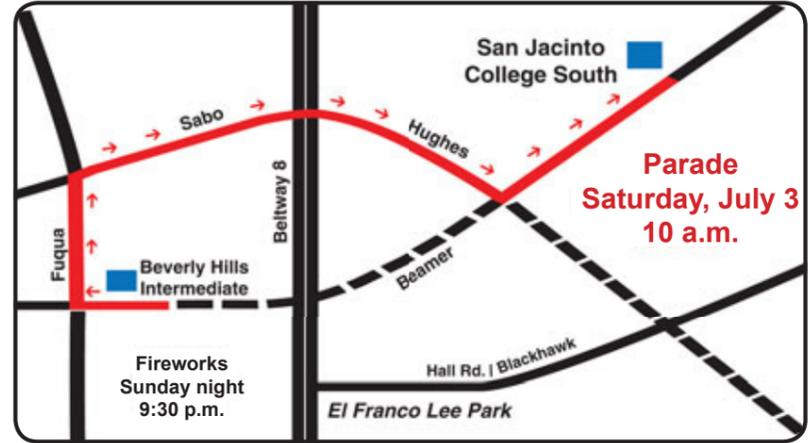 San Jacinto
College South
Sabo
Hughes
Parade
Saturday, July 3
10 a.m.
Beltway 8
Fuqua
Beverly Hills
Intermediate
Beamer
Fireworks
Sunday night
9:30 p.m.
Hall Rd. | Blackhawk
El Franco Lee Park